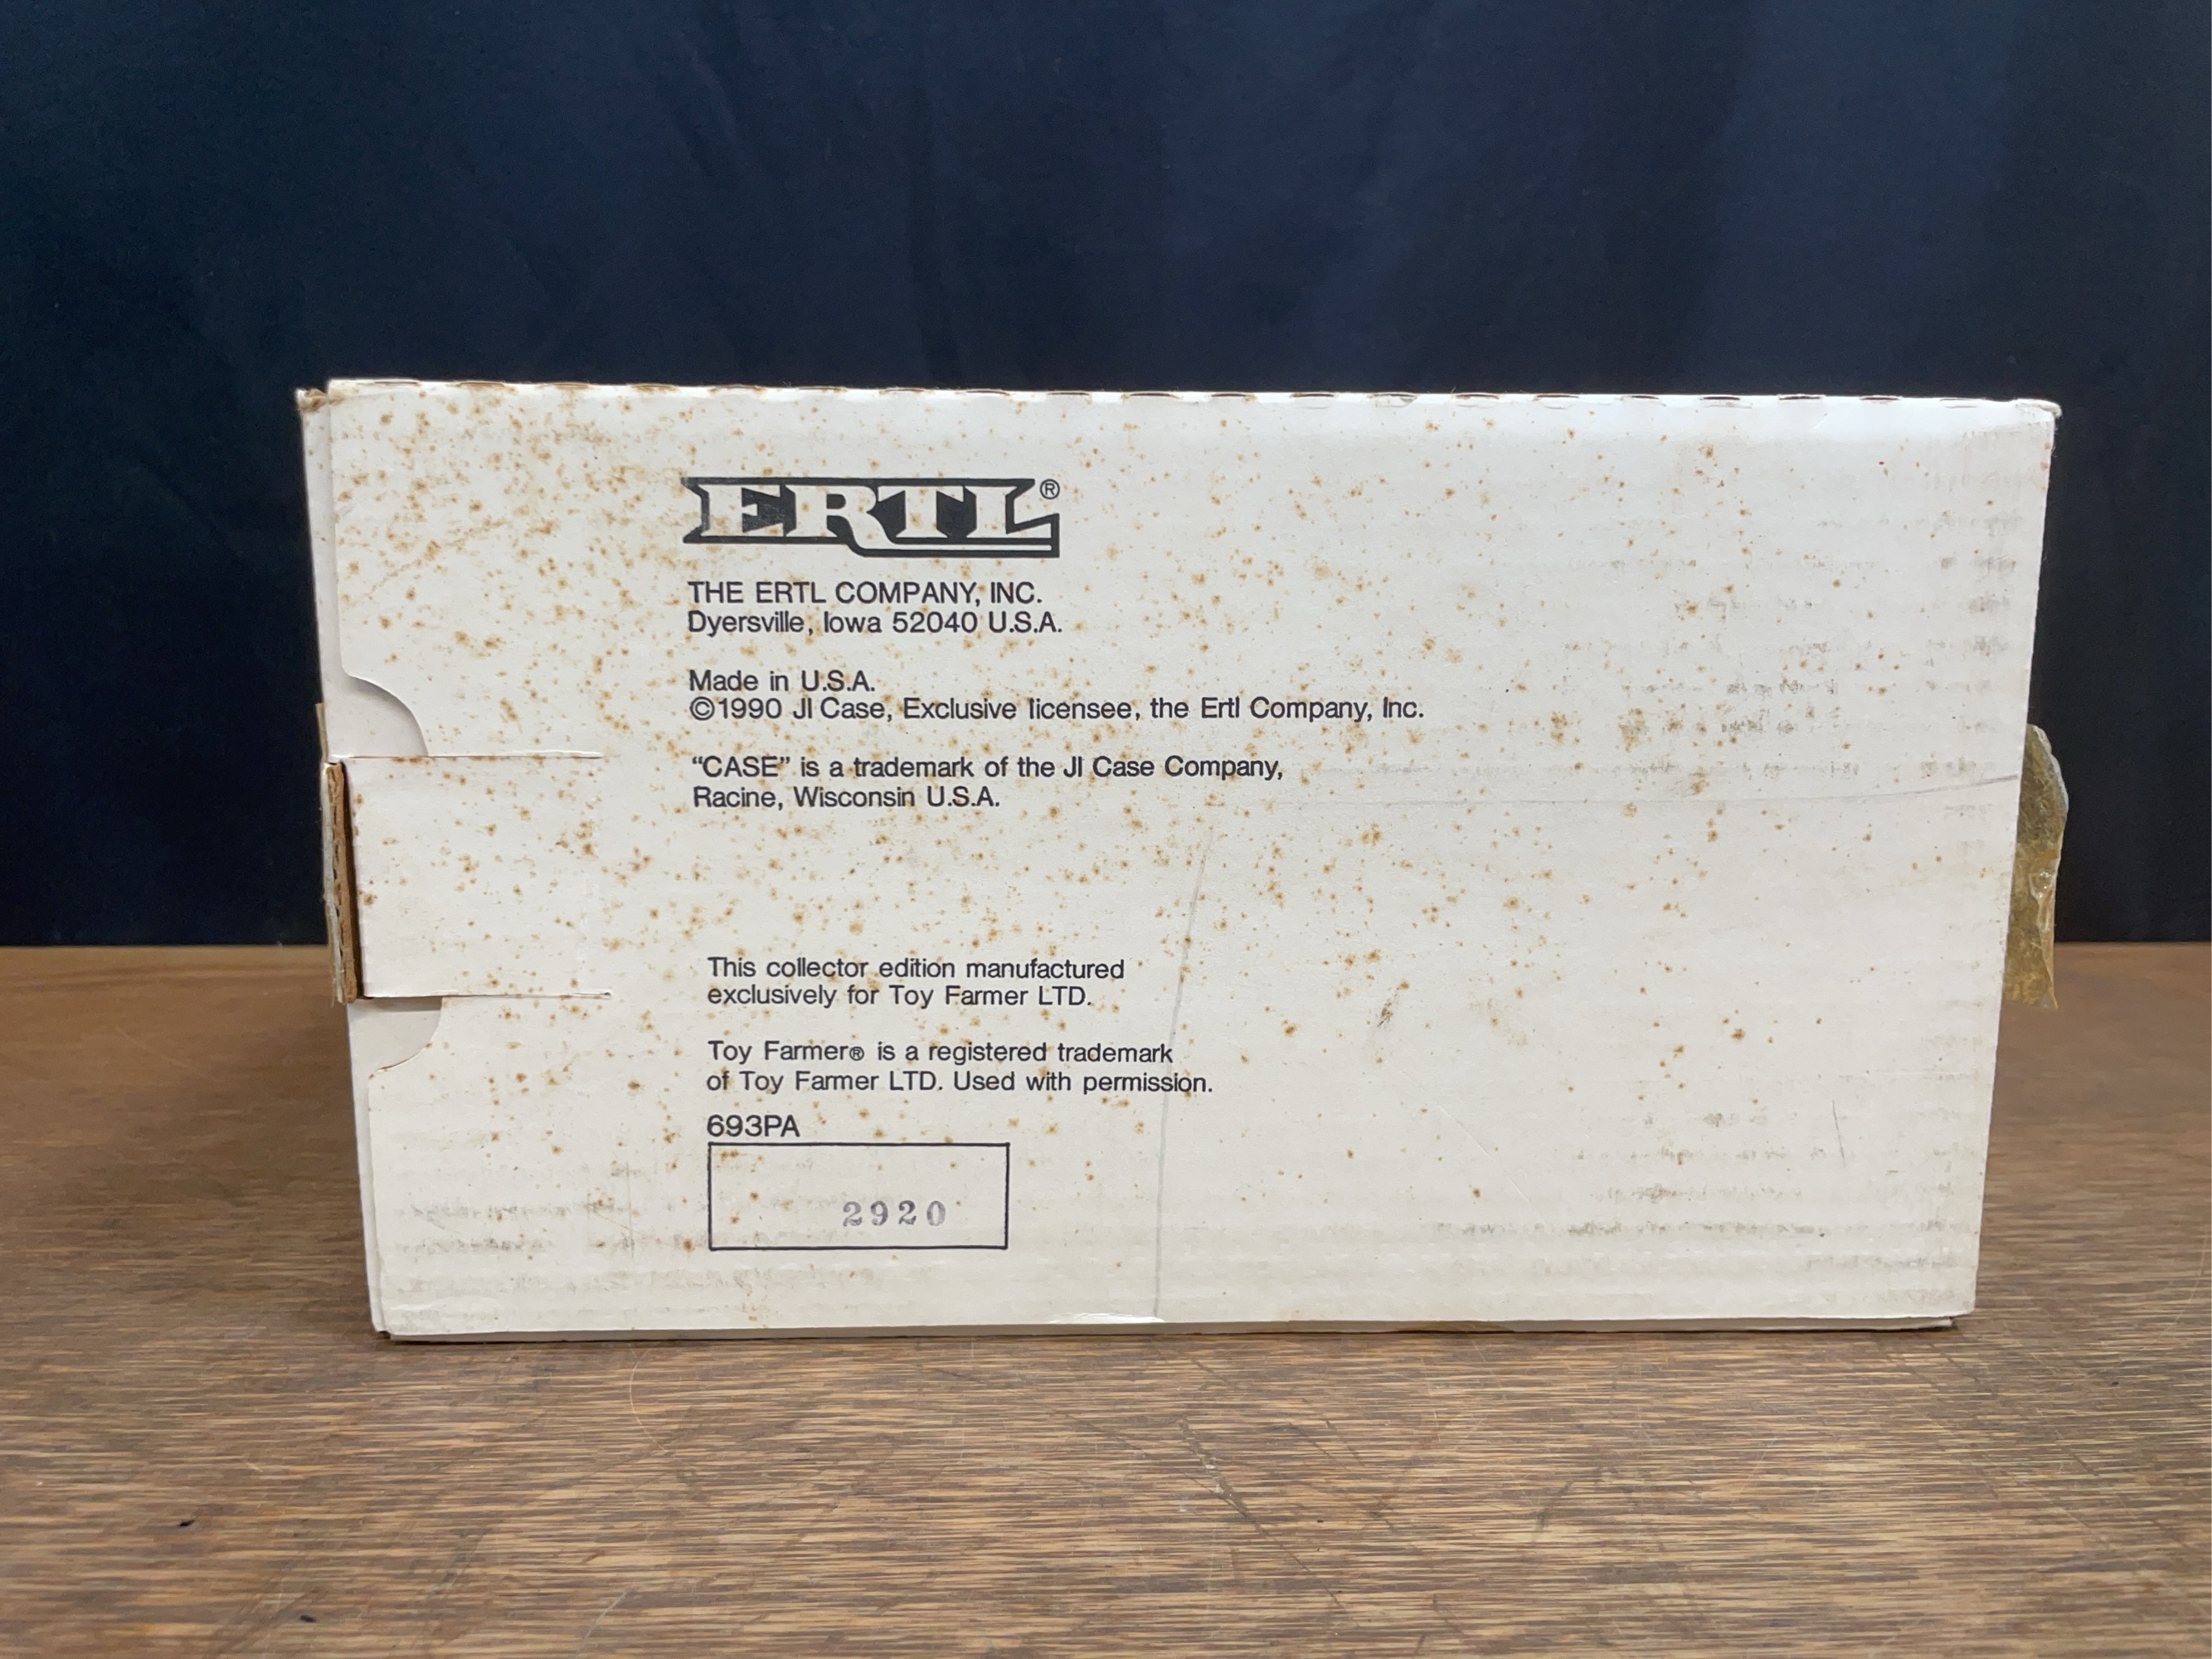 ERTL®
THE ERTL COMPANY, INC.
Dyersville, Iowa 52040 U.S.A.
Made in U.S.A.
©1990 JI Case, Exclusive licensee, the Ertl Company, Inc.
“CASE” is a trademark of the JI Case Company,
Racine, Wisconsin U.S.A.
This collector edition manufactured
exclusively for Toy Farmer LTD.
Toy Farmer® is a registered trademark
of Toy Farmer LTD. Used with permission.
693PA
2920